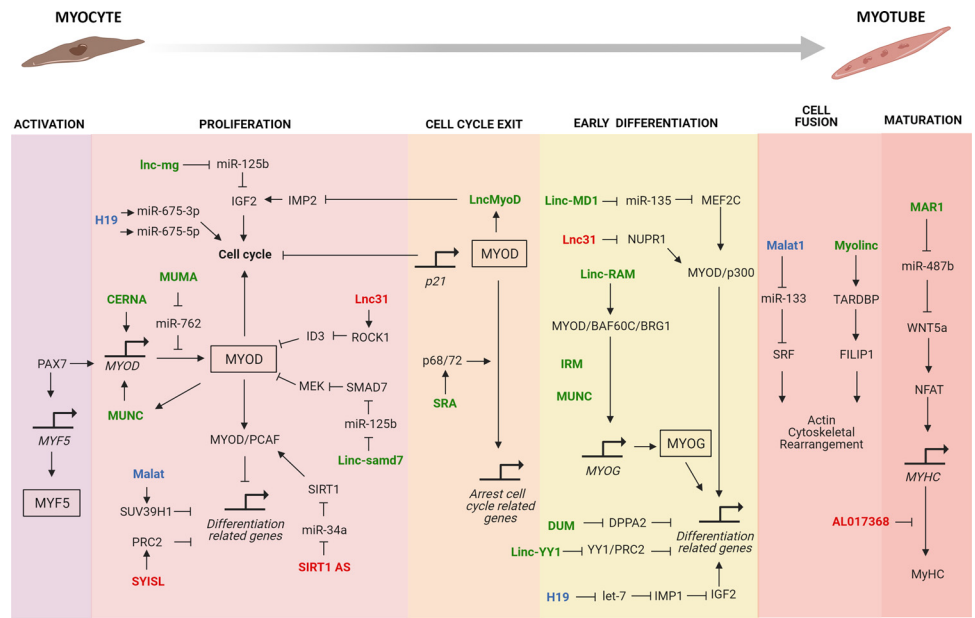 MYOCYTE
MYOTUBE
ACTIVATION
PROLIFERATION
CELL CYCLE EXIT
EARLY DIFFERENTIATION
CELL
FUSION
MATURATION
PAX7
MYF5
MYF5
lnc-mg
miR-125b
IGF2
IMP2
H19
miR-675-3p
miR-675-5p
Cell cycle
MUMA
CERNA
miR-762
MYOD
MUNC
MYOD
Lnc31
ID3
ROCK1
MEK
SMAD7
miR-125b
Linc-samd7
MYOD/PCAF
Malat
SUV39H1
PRC2
SYISL
Differentiation
related genes
SIRT1
miR-34a
SIRT1 AS
LncMyoD
MYOD
p21
p68/72
SRA
Arrest cell
cycle related
genes
Linc-MD1
miR-135
MEF2C
Lnc31
NUPR1
Linc-RAM
MYOD/p300
MYOD/BAF60C/BRG1
IRM
MUNC
MYOG
MYOG
DUM
DPPA2
Linc-YY1
YY1/PRC2
Differentiation
related genes
H19
let-7
IMP1
IGF2
Malat1
miR-133
SRF
Myolinc
TARDBP
FILIP1
Actin
Cytoskeletal
Rearrangement
MAR1
miR-487b
WNT5a
NFAT
MYHC
AL017368
MyHC